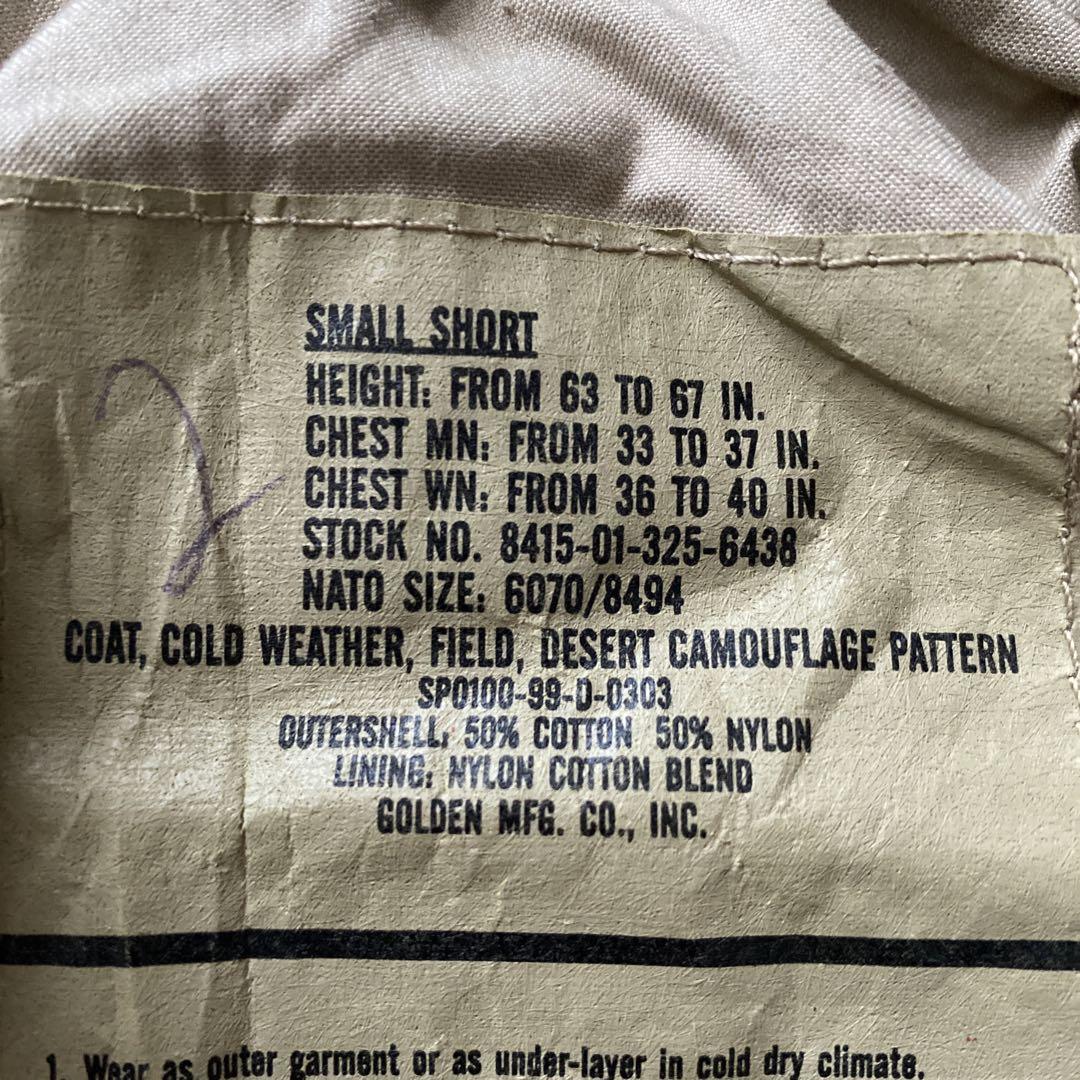 SMALL SHORT
HEIGHT: FROM 63 TO 67 IN.
CHEST MN: FROM 33 TO 37 IN.
CHEST WN: FROM 36 TO 40 IN.
STOCK NO. 8415-01-325-6438
NATO SIZE: 6070/8494
COAT, COLD WEATHER, FIELD, DESERT CAMOUFLAGE PATTERN
SPO100-99-D-0303
OUTERSHELL: 50% COTTON 50% NYLON
LINING: NYLON COTTON BLEND
GOLDEN MFG. CO., INC.
2
1. Wear as outer garment or as under-layer in cold dry climate.